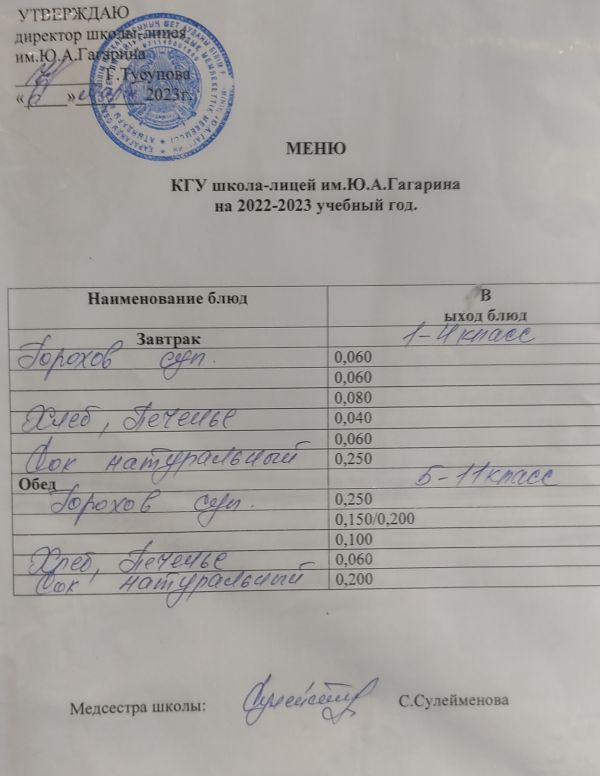 УТВЕРЖДАЮ
директор школы-лицея
им.Ю.А.Гагарина
Г.Тусупова
«6» марта 2023г.
МЕНЮ
КГУ школа-лицей им.Ю.А.Гагарина
на 2022-2023 учебный год.
Наименование блюд В
ыход блюд
Завтрак 1-4 класс
Горохов суп. 0,060
0,060
0,080
Хлеб, Печенье 0,040
0,060
Сок натуральный 0,250
Обед 5-11 класс
Горохов суп. 0,250
0,150/0,200
0,100
Хлеб, Печенье 0,060
Сок натуральный 0,200
Медсестра школы: С.Сулейменова